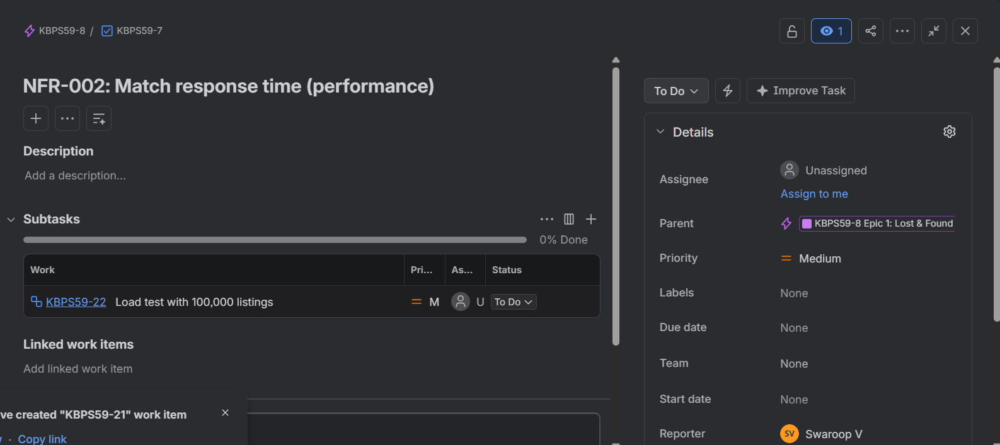 KBPS59-8 / KBPS59-7
1
NFR-002: Match response time (performance)
To Do
Improve Task
Description
Add a description...
Details
Assignee
Unassigned
Assign to me
Subtasks
0% Done
Parent
KBPS59-8 Epic 1: Lost & Found
Work Pri... As... Status
Priority
Medium
KBPS59-22 Load test with 100,000 listings M U To Do
Labels
None
Due date
None
Linked work items
Add linked work item
Team
None
Start date
None
ve created "KBPS59-21" work item
· Copy link
Reporter
SV Swaroop V